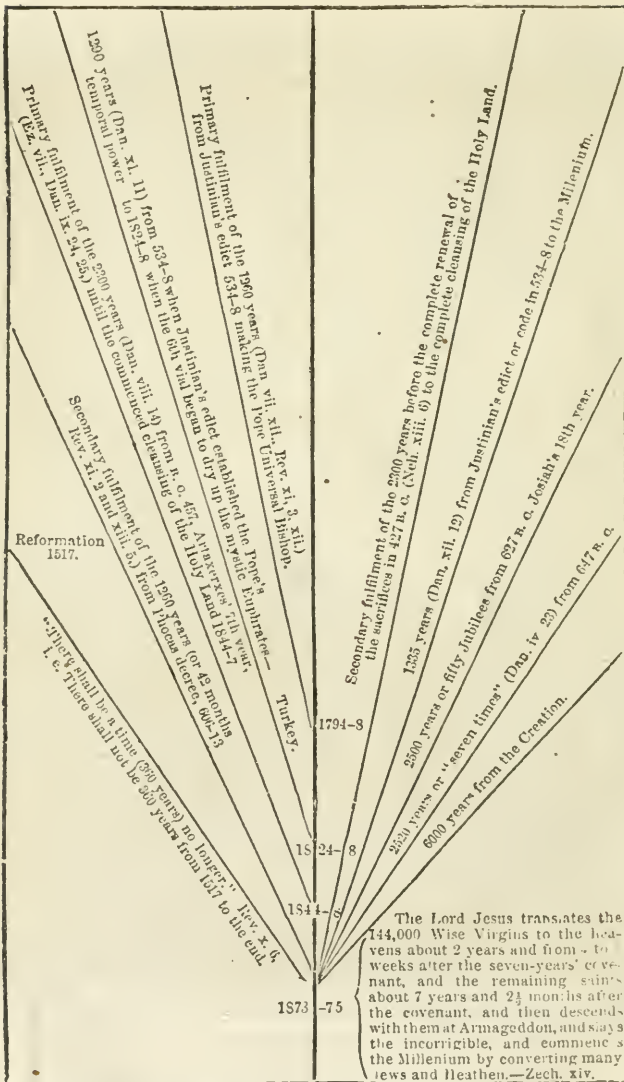 1290 years (Dan. xi. 11) from 534-8 when Justinian's edict established the Pope's
temporal power to 1824-8 when the 6th vial began to dry up the mystic Euphrates—
Turkey.
Primary fulfilment of the 2300 years (Dan. viii. 14) from B. C. 457, Artaxerxes' 7th year,
(Ez. vii., Dan. ix. 24, 25,) until the commenced cleansing of the Holy Land 1844-7
Primary fulfilment of the 1260 years (Dan vii. xii., Rev. xi, 3, xii.)
from Justinian's edict 534-8 making the Pope Universal Bishop.
Secondary fulfilment of the 1260 years (or 42 months
Rev. xi. 2 and xiii. 5,) from Phocas decree, 606-13
Reformation
1517.
"There shall be a time (360 years) no longer." Rev. x. 6,
i. e. There shall not be 360 years from 1517 to the end.
Secondary fulfilment of the 2300 years before the complete renewal of
the sacrifices in 427 B. C. (Neh. xiii. 6) to the complete cleansing of the Holy Land.
1335 years (Dan. xii. 12) from Justinian's edict or code in 534-8 to the Milenium.
2500 years or fifty Jubilees from 627 B. C. Josiah's 18th year.
2520 years or "seven times" (Dan. iv 23) from 647 B. C.
6000 years from the Creation.
1794-8
1824-8
1844-
1873-75
The Lord Jesus translates the
144,000 Wise Virgins to the hea-
vens about 2 years and from to
weeks after the seven-years' cove-
nant, and the remaining saints
about 7 years and 2½ months after
the covenant, and then descends
with them at Armageddon, and slays
the incorrigible, and commences
the Millenium by converting many
Jews and Heathen.—Zech. xiv.